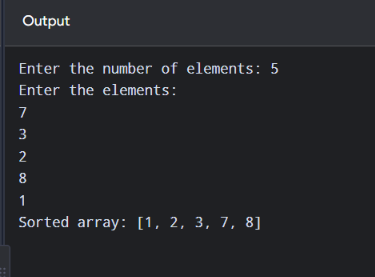 Output
Enter the number of elements: 5
Enter the elements:
7
3
2
8
1
Sorted array: [1, 2, 3, 7, 8]